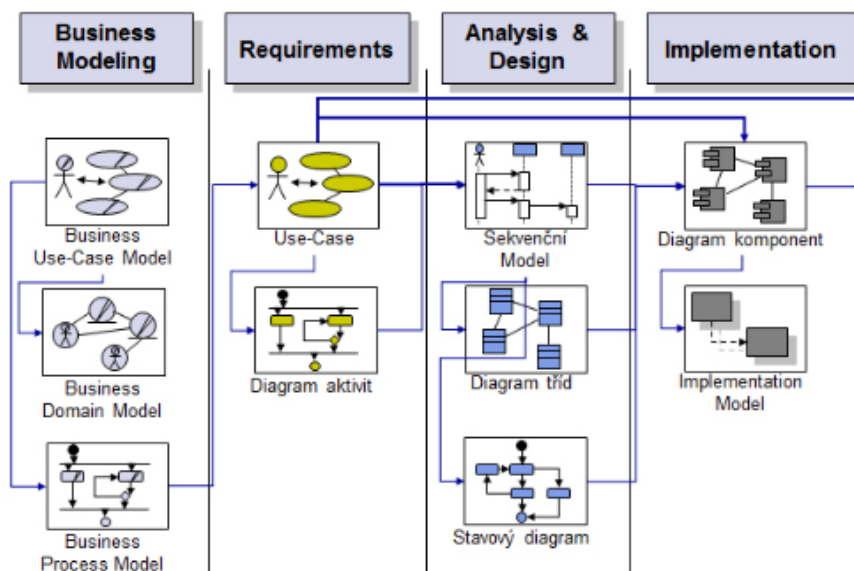 Business
Modeling
Requirements
Analysis &
Design
Implementation
Business
Use-Case Model
Use-Case
Sekvenční
Model
Diagram komponent
Business
Domain Model
Diagram aktivit
Diagram tříd
Implementation
Model
Business
Process Model
Stavový diagram